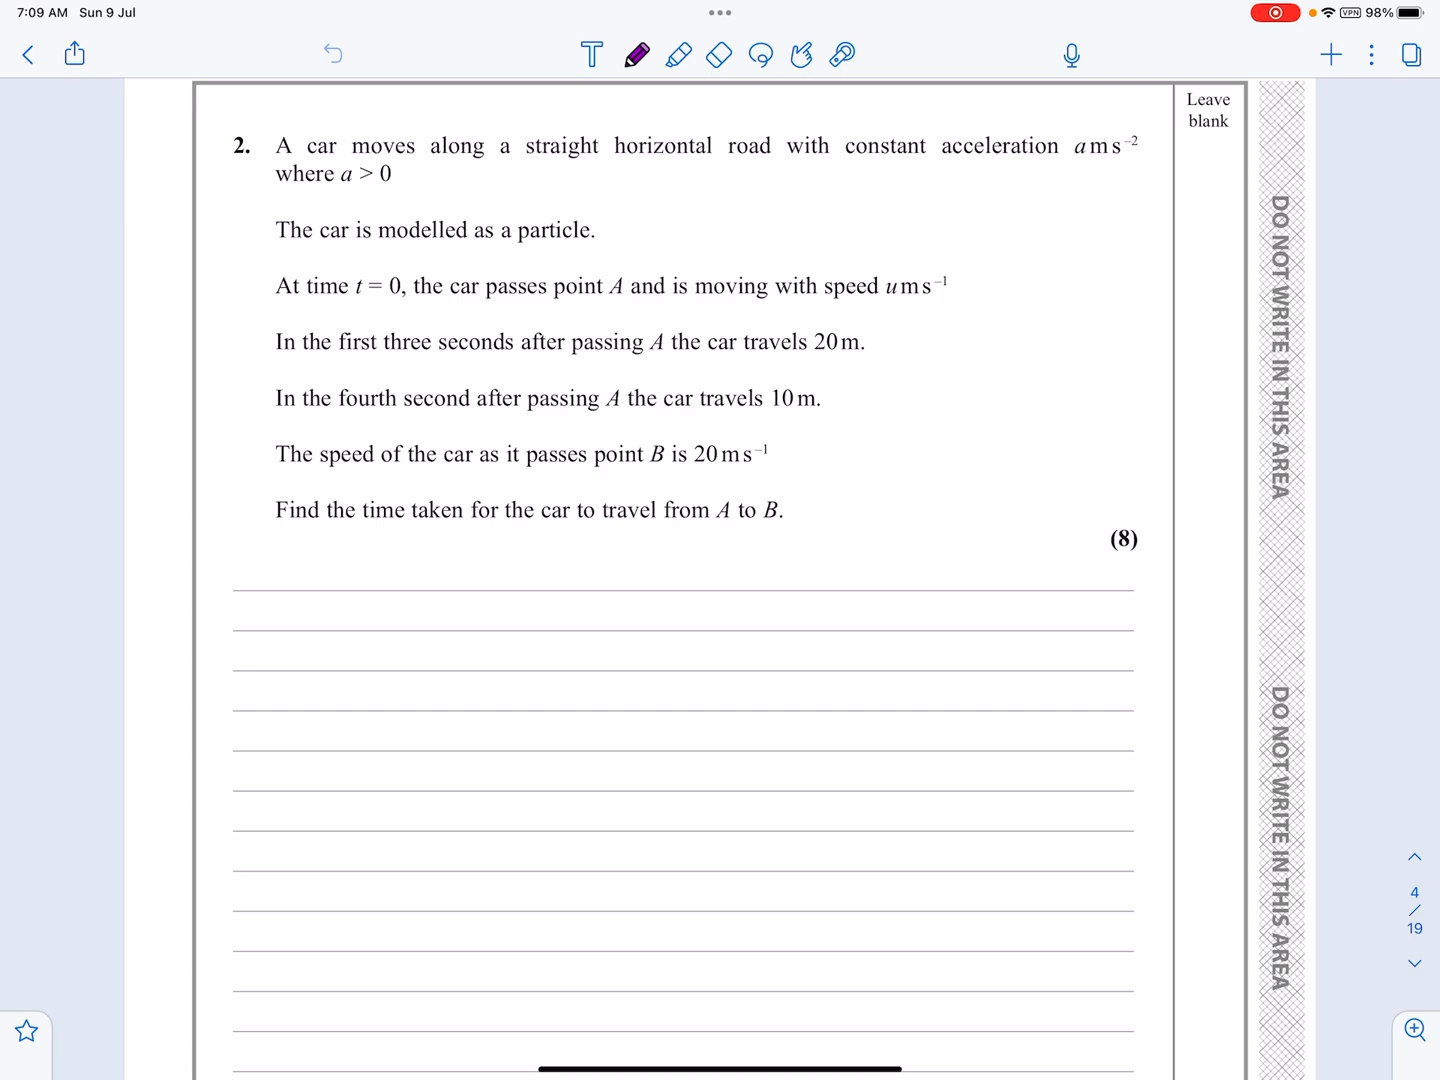 7:09 AM Sun 9 Jul
VPN 98%
T
Leave
blank
2. A car moves along a straight horizontal road with constant acceleration a m s⁻²
where a > 0
The car is modelled as a particle.
At time t = 0, the car passes point A and is moving with speed u m s⁻¹
In the first three seconds after passing A the car travels 20 m.
In the fourth second after passing A the car travels 10 m.
The speed of the car as it passes point B is 20 m s⁻¹
Find the time taken for the car to travel from A to B.
(8)
DO NOT WRITE IN THIS AREA
DO NOT WRITE IN THIS AREA
4
/
19